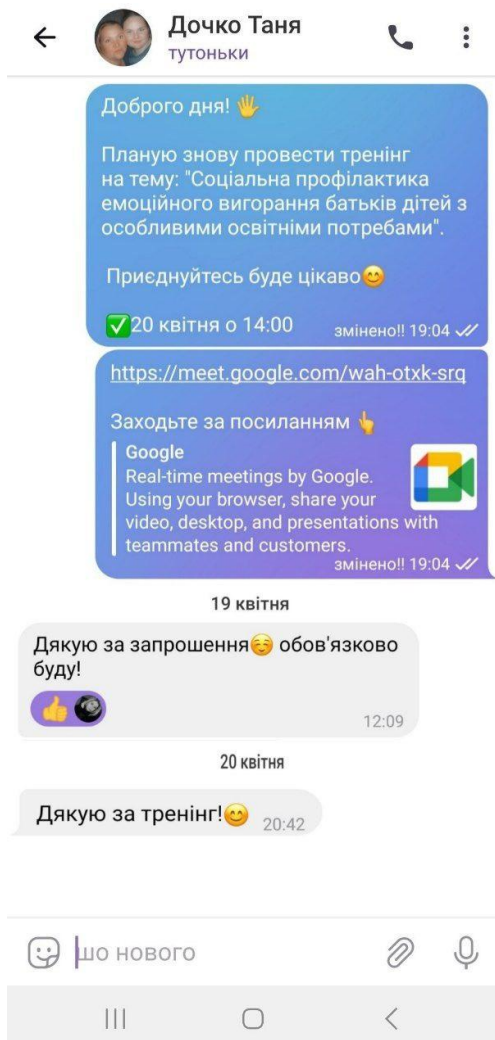 Дочко Таня
тутоньки
Доброго дня! 🖐
Планую знову провести тренінг
на тему: "Соціальна профілактика
емоційного вигорання батьків дітей з
особливими освітніми потребами".
Приєднуйтесь буде цікаво😊
✅20 квітня о 14:00
змінено!! 19:04
https://meet.google.com/wah-otxk-srq
Заходьте за посиланням 👆
Google
Real-time meetings by Google.
Using your browser, share your
video, desktop, and presentations with
teammates and customers.
змінено!! 19:04
19 квітня
Дякую за запрошення☺️ обов'язково
буду!
👍
12:09
20 квітня
Дякую за тренінг!😊 20:42
шо нового